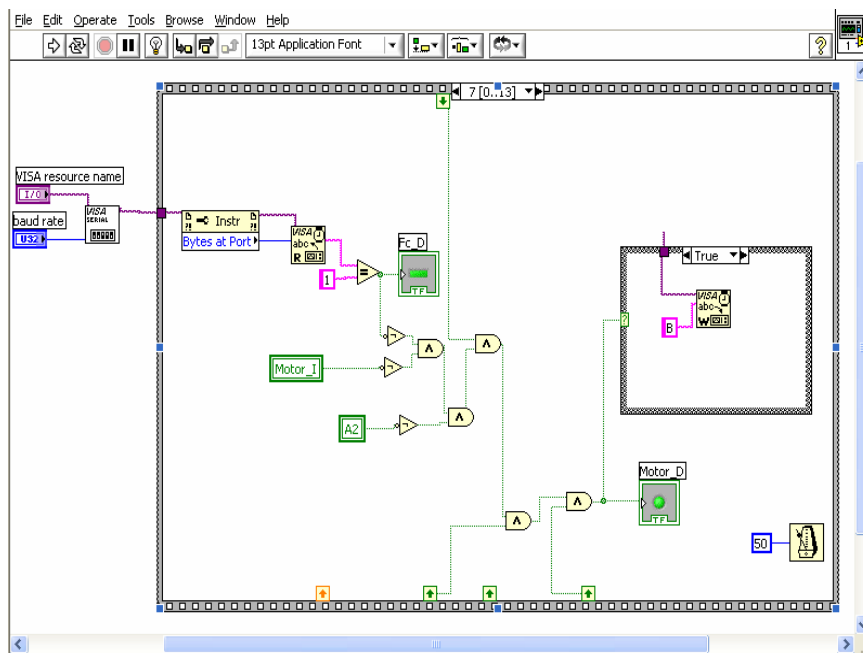 File Edit Operate Tools Browse Window Help
13pt Application Font
?
1
7 [0..13]
VISA resource name
I/O
VISA
SERIAL
baud rate
U32
Instr
Bytes at Port
VISA
abc
R
1
=
Fc_D
TF
True
VISA
abc
W
?
B
Motor_I
A2
Motor_D
TF
50